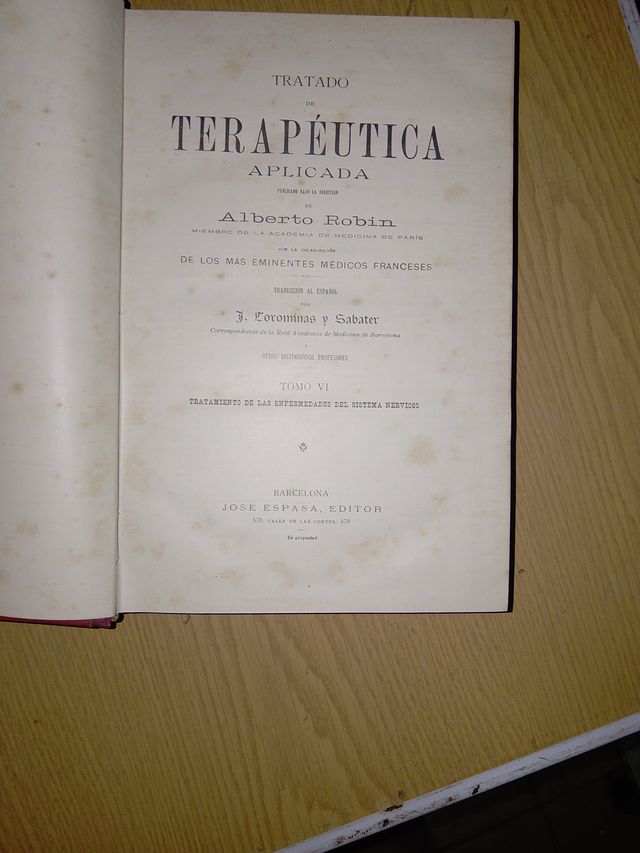 TRATADO
DE
TERAPÉUTICA
APLICADA
PUBLICADO BAJO LA DIRECCIÓN
DE
Alberto Robin
MIEMBRO DE LA ACADEMIA DE MEDICINA DE PARÍS
CON LA COLABORACIÓN
DE LOS MÁS EMINENTES MÉDICOS FRANCESES
TRADUCCIÓN AL ESPAÑOL
POR
J. Corominas y Sabater
Correspondiente de la Real Academia de Medicina de Barcelona
Y
OTROS DISTINGUIDOS PROFESORES
TOMO VI
TRATAMIENTO DE LAS ENFERMEDADES DEL SISTEMA NERVIOSO
BARCELONA
JOSÉ ESPASA, EDITOR
579, CALLE DE LAS CORTES, 579
Es propiedad